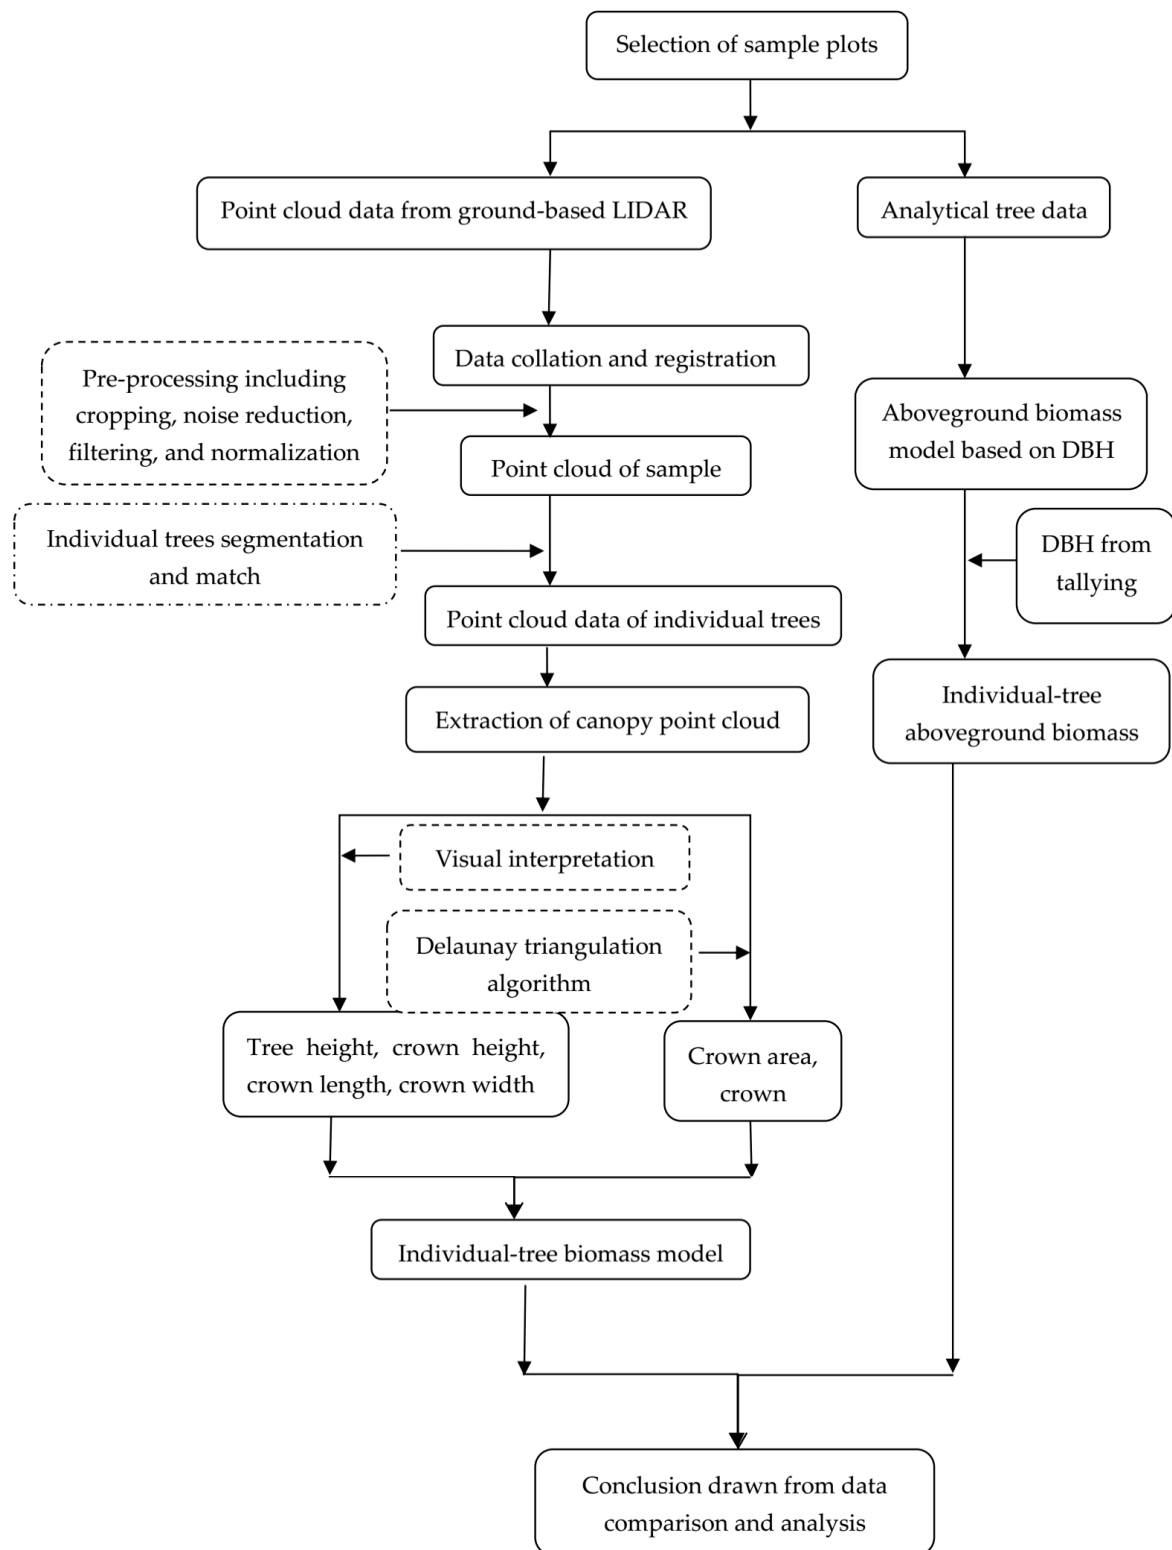 Selection of sample plots
Point cloud data from ground-based LIDAR
Analytical tree data
Data collation and registration
Pre-processing including
cropping, noise reduction,
filtering, and normalization
Aboveground biomass
model based on DBH
Point cloud of sample
Individual trees segmentation
and match
DBH from
tallying
Point cloud data of individual trees
Individual-tree
aboveground biomass
Extraction of canopy point cloud
Visual interpretation
Delaunay triangulation
algorithm
Tree height, crown height,
crown length, crown width
Crown area,
crown
Individual-tree biomass model
Conclusion drawn from data
comparison and analysis